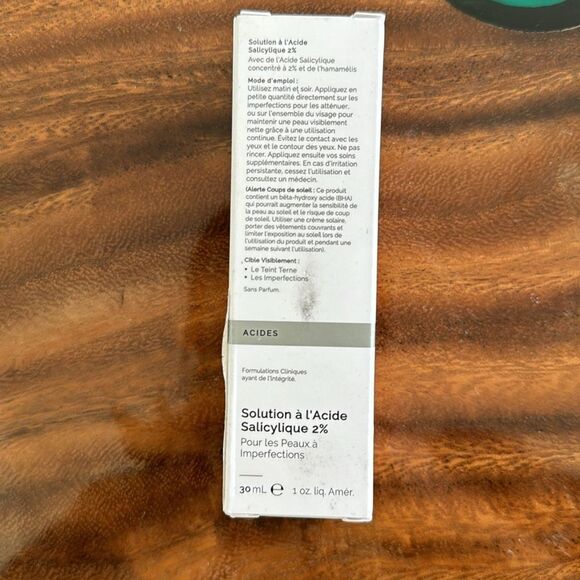 Solution à l'Acide
Salicylique 2%
Avec de l'Acide Salicylique
concentré à 2% et de l'hamamélis
Mode d'emploi :
Utilisez matin et soir. Appliquez en
petite quantité directement sur les
imperfections pour les atténuer,
ou sur l'ensemble du visage pour
maintenir une peau visiblement
nette grâce à une utilisation
continue. Évitez le contact avec les
yeux et le contour des yeux. Ne pas
rincer. Appliquez ensuite vos soins
supplémentaires. En cas d'irritation
persistante, cessez l'utilisation et
consultez un médecin.
(Alerte Coups de soleil : Ce produit
contient un bêta-hydroxy acide (BHA)
qui pourrait augmenter la sensibilité de
la peau au soleil et le risque de coup
de soleil. Utiliser une crème solaire,
porter des vêtements couvrants et
limiter l'exposition au soleil lors de
l'utilisation du produit et pendant une
semaine suivant l'utilisation).
Cible Visiblement :
• Le Teint Terne
• Les Imperfections
Sans Parfum.
ACIDES
Formulations Cliniques
ayant de l'intégrité.
Solution à l'Acide
Salicylique 2%
Pour les Peaux à
Imperfections
30 mL ℮ 1 oz. liq. Amér.